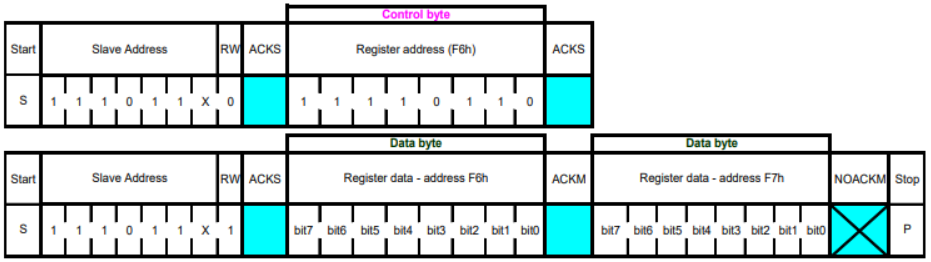 Control byte
Start Slave Address RW ACKS Register address (F6h) ACKS
S 1 1 1 0 1 1 X 0 1 1 1 1 0 1 1 0
Data byte Data byte
Start Slave Address RW ACKS Register data - address F6h ACKM Register data - address F7h NOACKM Stop
S 1 1 1 0 1 1 X 1 bit7 bit6 bit5 bit4 bit3 bit2 bit1 bit0 bit7 bit6 bit5 bit4 bit3 bit2 bit1 bit0 P